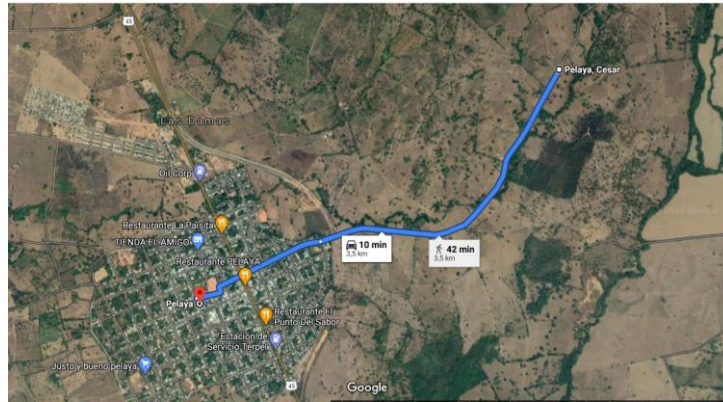 45
Pelaya, Cesar
Las Damas
Oil Corp
Restaurante La Paisita
TIENDA EL AMIGO
10 min
3,5 km
42 min
3,5 km
Restaurante PELAYA
Pelaya
Restaurante El
Punto Del Sabor
Estación de
Servicio Terpel
Justo y bueno pelaya
45
Google